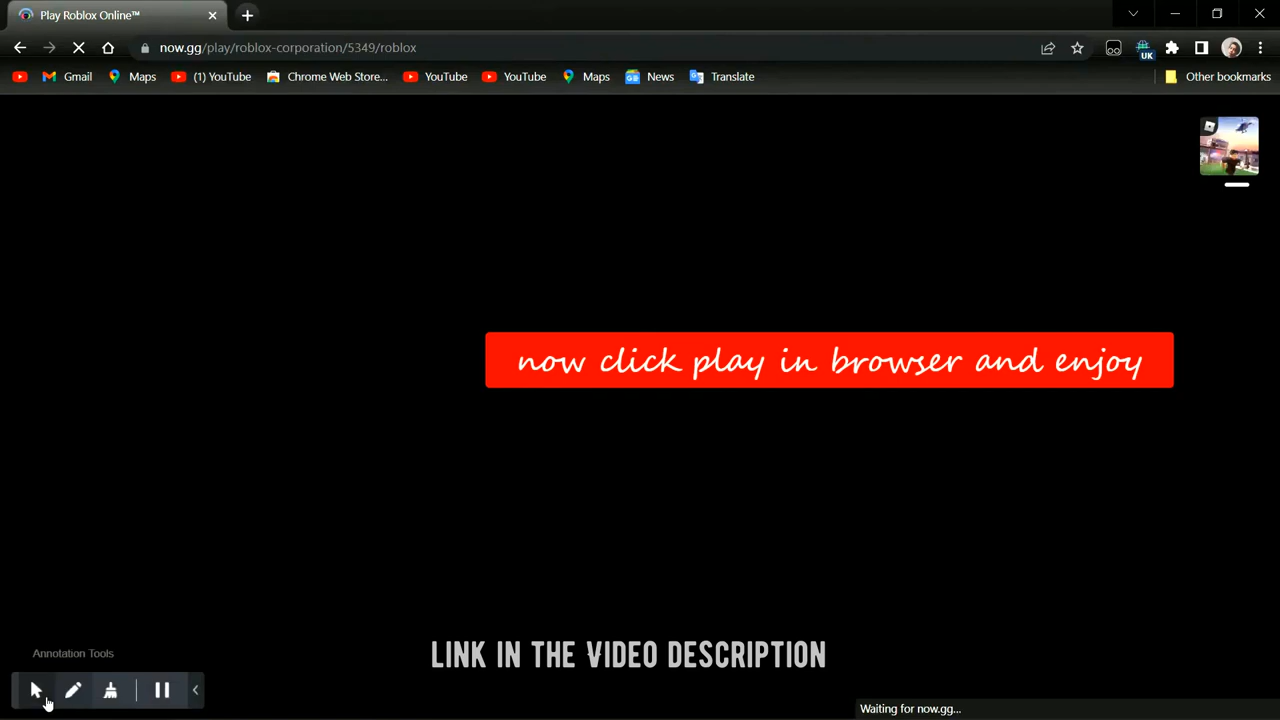 Play Roblox Online™
now.gg/play/roblox-corporation/5349/roblox
UK
Gmail
Maps
(1) YouTube
Chrome Web Store...
YouTube
YouTube
Maps
News
Translate
Other bookmarks
now click play in browser and enjoy
LINK IN THE VIDEO DESCRIPTION
Annotation Tools
Waiting for now.gg...